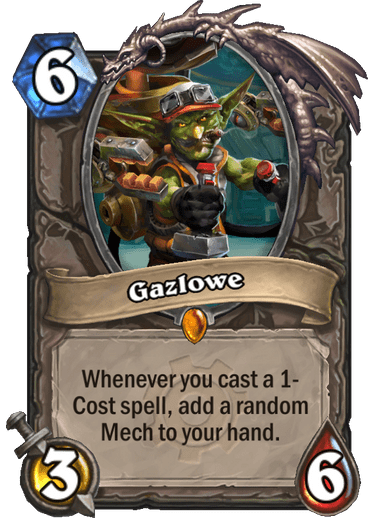 6
Gazlowe
Whenever you cast a 1-
Cost spell, add a random
Mech to your hand.
3
6